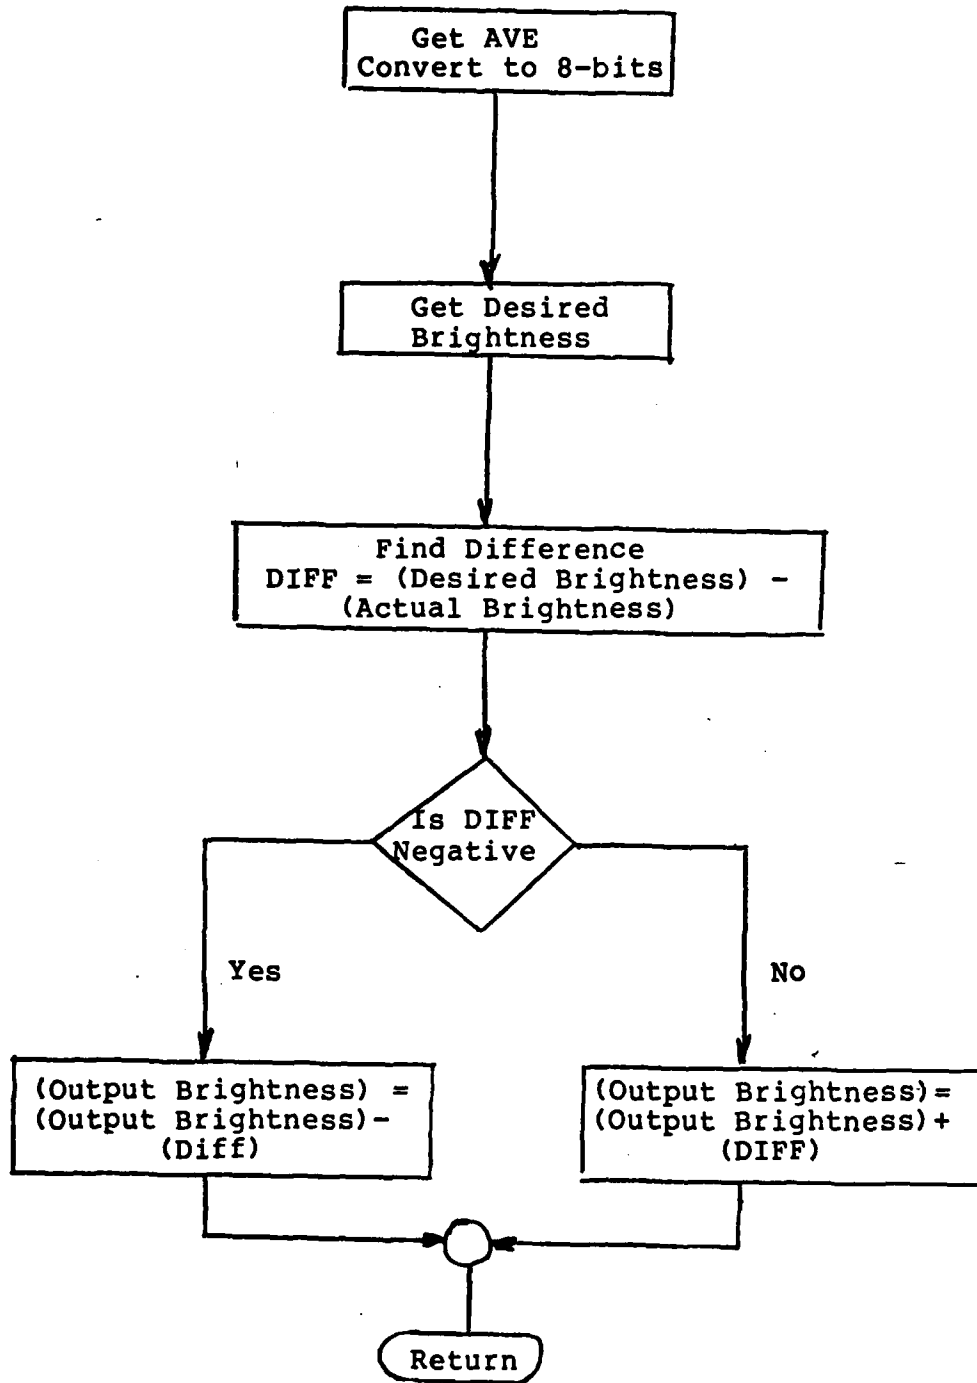 Get AVE
Convert to 8-bits
Get Desired
Brightness
Find Difference
DIFF = (Desired Brightness) -
(Actual Brightness)
Is DIFF
Negative
Yes
No
(Output Brightness) =
(Output Brightness)-
(Diff)
(Output Brightness)=
(Output Brightness)+
(DIFF)
Return